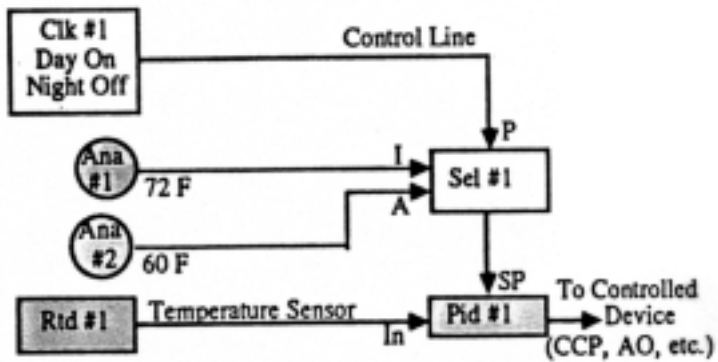 Clk #1
Day On
Night Off
Control Line
P
Ana
#1
72 F
I
A
Sel #1
Ana
#2
60 F
SP
Rtd #1
Temperature Sensor
In
Pid #1
To Controlled
Device
(CCP, AO, etc.)